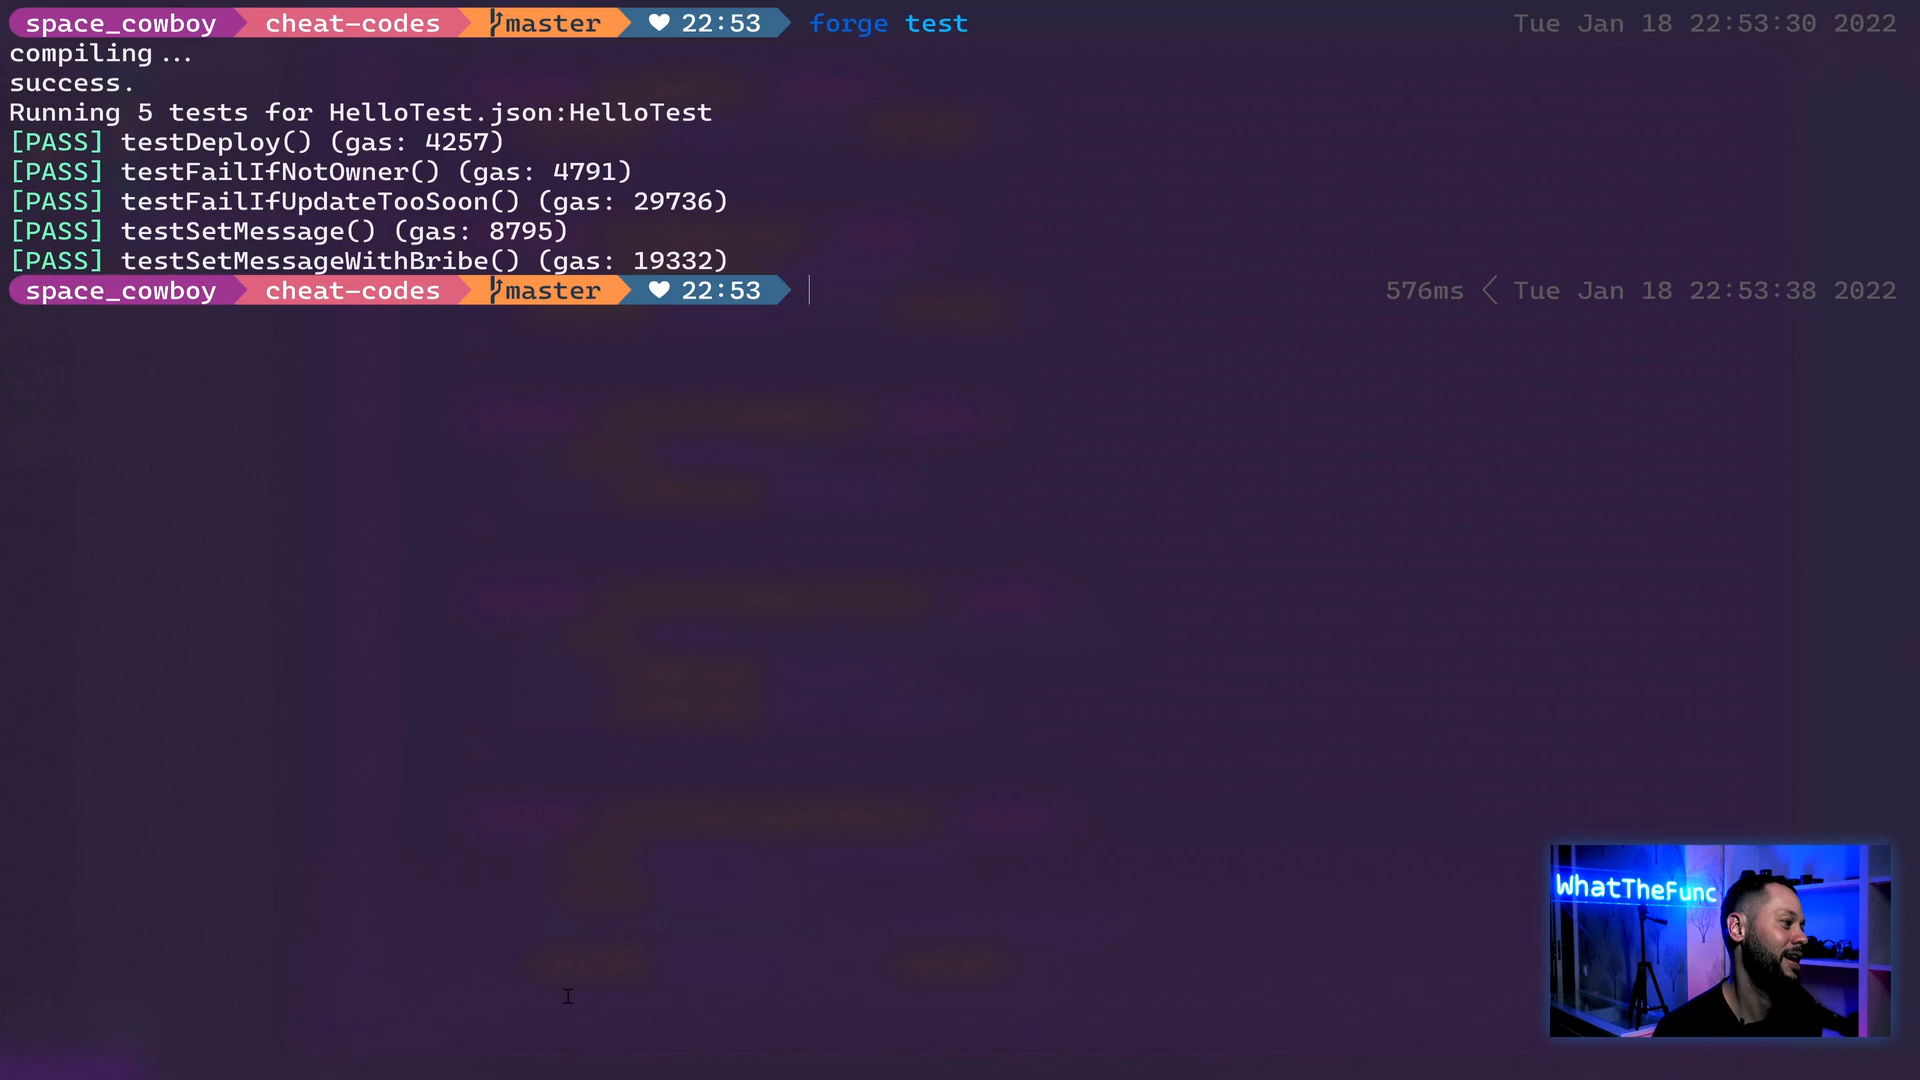 space_cowboy cheat-codes master ♥ 22:53 forge test Tue Jan 18 22:53:30 2022
compiling...
success.
Running 5 tests for HelloTest.json:HelloTest
[PASS] testDeploy() (gas: 4257)
[PASS] testFailIfNotOwner() (gas: 4791)
[PASS] testFailIfUpdateTooSoon() (gas: 29736)
[PASS] testSetMessage() (gas: 8795)
[PASS] testSetMessageWithBribe() (gas: 19332)
space_cowboy cheat-codes master ♥ 22:53 576ms Tue Jan 18 22:53:38 2022
WhatTheFunc